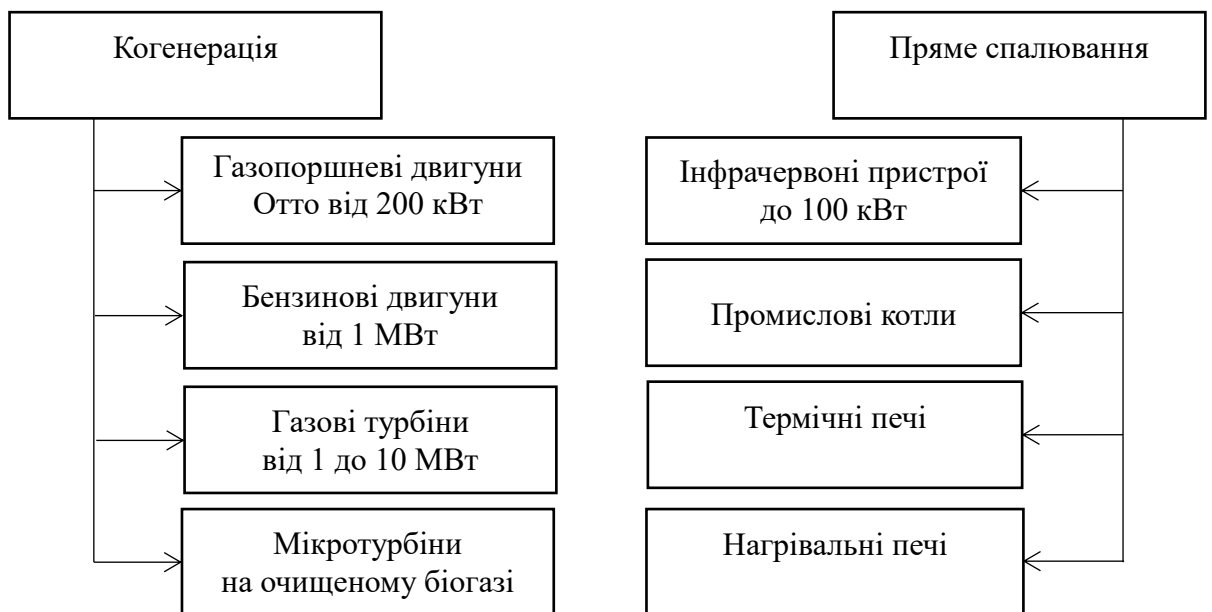 Когенерація
Пряме спалювання
Газопоршневі двигуни
Отто від 200 кВт
Інфрачервоні пристрої
до 100 кВт
Бензинові двигуни
від 1 МВт
Промислові котли
Газові турбіни
від 1 до 10 МВт
Термічні печі
Мікротурбіни
на очищеному біогазі
Нагрівальні печі